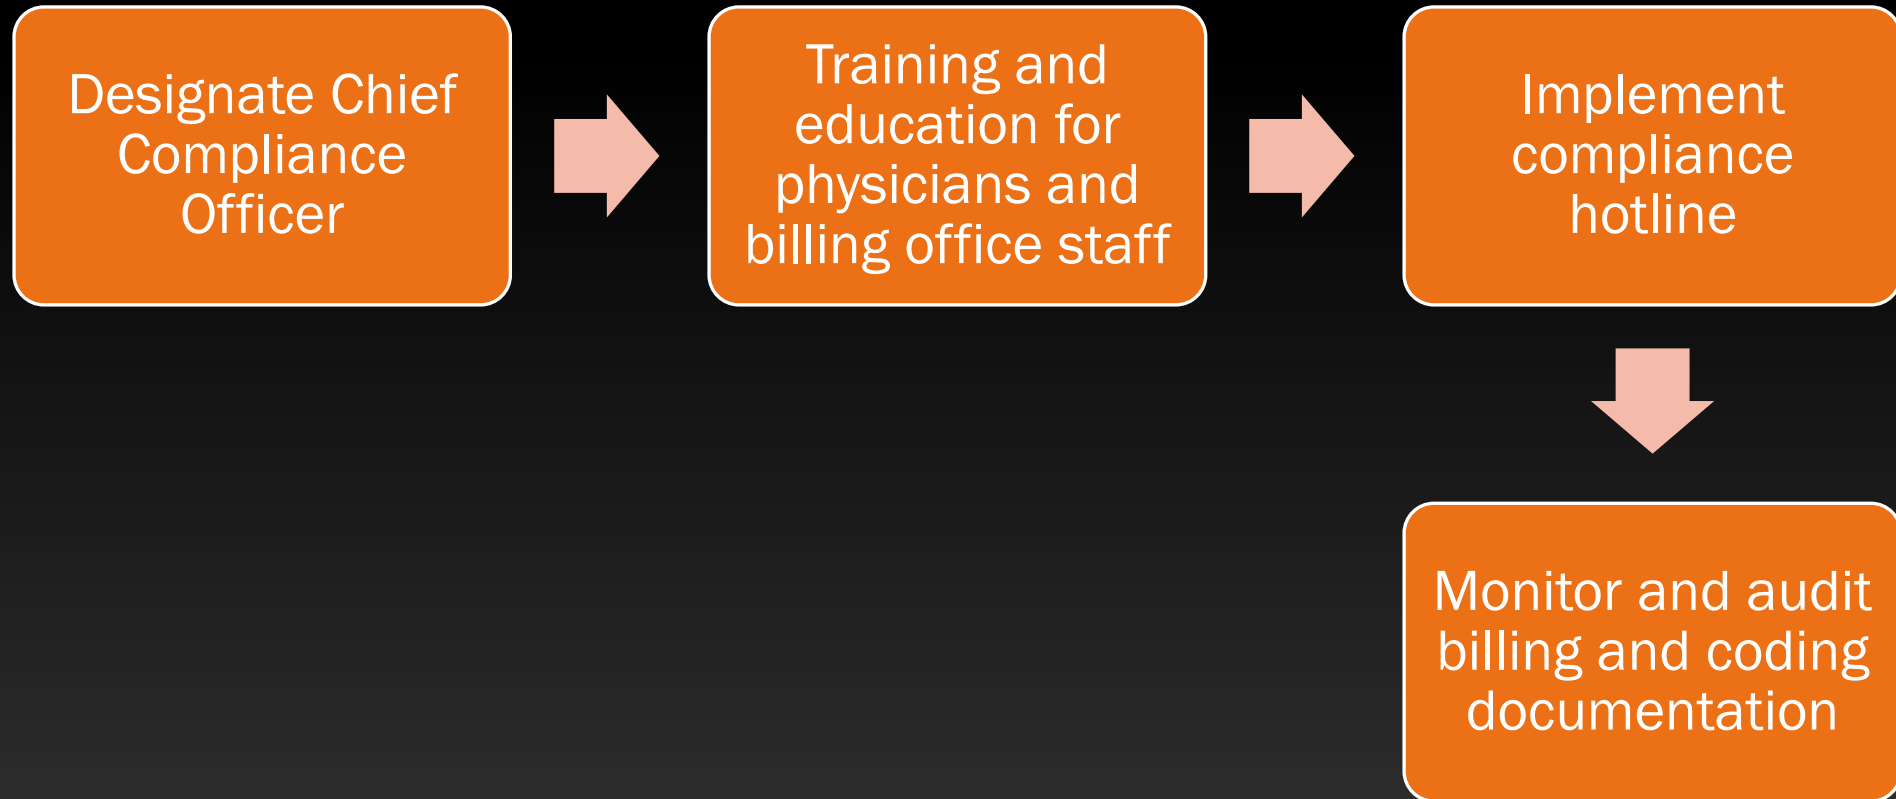 Designate Chief
Compliance
Officer
Training and
education for
physicians and
billing office staff
Implement
compliance
hotline
Monitor and audit
billing and coding
documentation